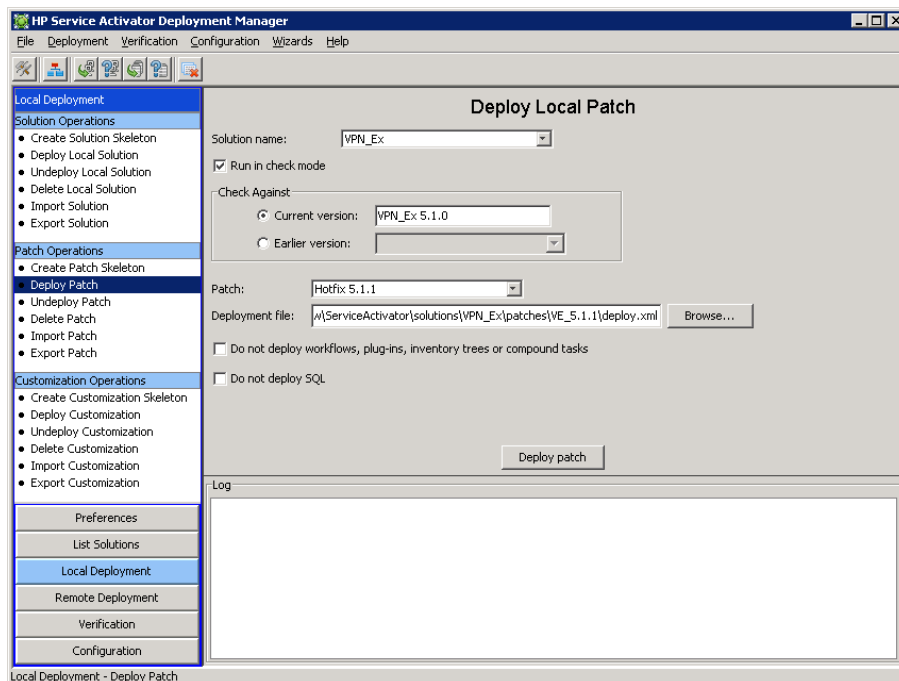 HP Service Activator Deployment Manager
File Deployment Verification Configuration Wizards Help
Local Deployment
Solution Operations
Create Solution Skeleton
Deploy Local Solution
Undeploy Local Solution
Delete Local Solution
Import Solution
Export Solution
Patch Operations
Create Patch Skeleton
Deploy Patch
Undeploy Patch
Delete Patch
Import Patch
Export Patch
Customization Operations
Create Customization Skeleton
Deploy Customization
Undeploy Customization
Delete Customization
Import Customization
Export Customization
Preferences
List Solutions
Local Deployment
Remote Deployment
Verification
Configuration
Deploy Local Patch
Solution name: VPN_Ex
Run in check mode
Check Against
Current version: VPN_Ex 5.1.0
Earlier version:
Patch: Hotfix 5.1.1
Deployment file: \ServiceActivator\solutions\VPN_Ex\patches\VE_5.1.1\deploy.xml Browse...
Do not deploy workflows, plug-ins, inventory trees or compound tasks
Do not deploy SQL
Deploy patch
Log
Local Deployment - Deploy Patch